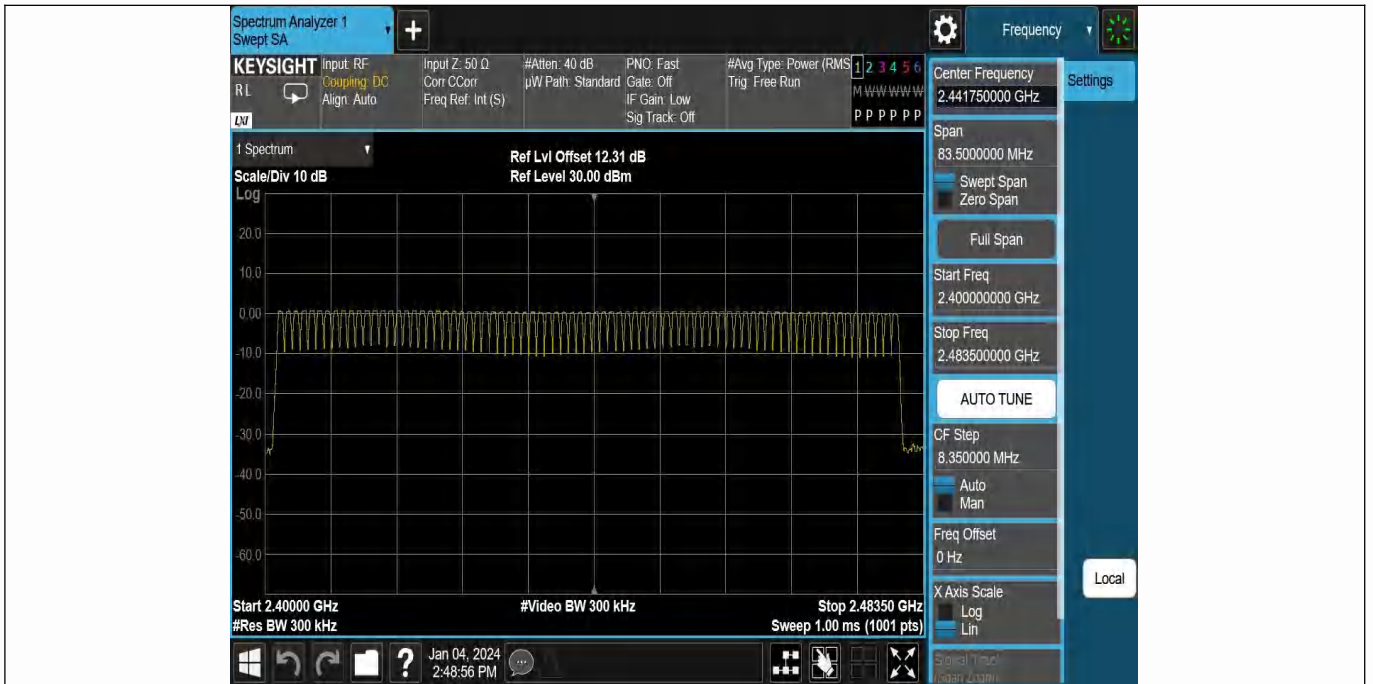 Spectrum Analyzer 1
Swept SA
+
Frequency
KEYSIGHT
R L
LXI
Input: RF
Coupling: DC
Align: Auto
Input Z: 50 Ω
Corr CCorr
Freq Ref: Int (S)
#Atten: 40 dB
µW Path: Standard
PNO: Fast
Gate: Off
IF Gain: Low
Sig Track: Off
#Avg Type: Power (RMS
Trig: Free Run
1 2 3 4 5 6
M W W W W W
P P P P P P
1 Spectrum
Scale/Div 10 dB
Ref Lvl Offset 12.31 dB
Ref Level 30.00 dBm
Log
20.0
10.0
0.00
-10.0
-20.0
-30.0
-40.0
-50.0
-60.0
Start 2.40000 GHz
#Res BW 300 kHz
#Video BW 300 kHz
Stop 2.48350 GHz
Sweep 1.00 ms (1001 pts)
Center Frequency
2.441750000 GHz
Settings
Span
83.5000000 MHz
Swept Span
Zero Span
Full Span
Start Freq
2.400000000 GHz
Stop Freq
2.483500000 GHz
AUTO TUNE
CF Step
8.350000 MHz
Auto
Man
Freq Offset
0 Hz
X Axis Scale
Log
Lin
Signal Track
(Span Zoom)
Local
?
Jan 04, 2024
2:48:56 PM